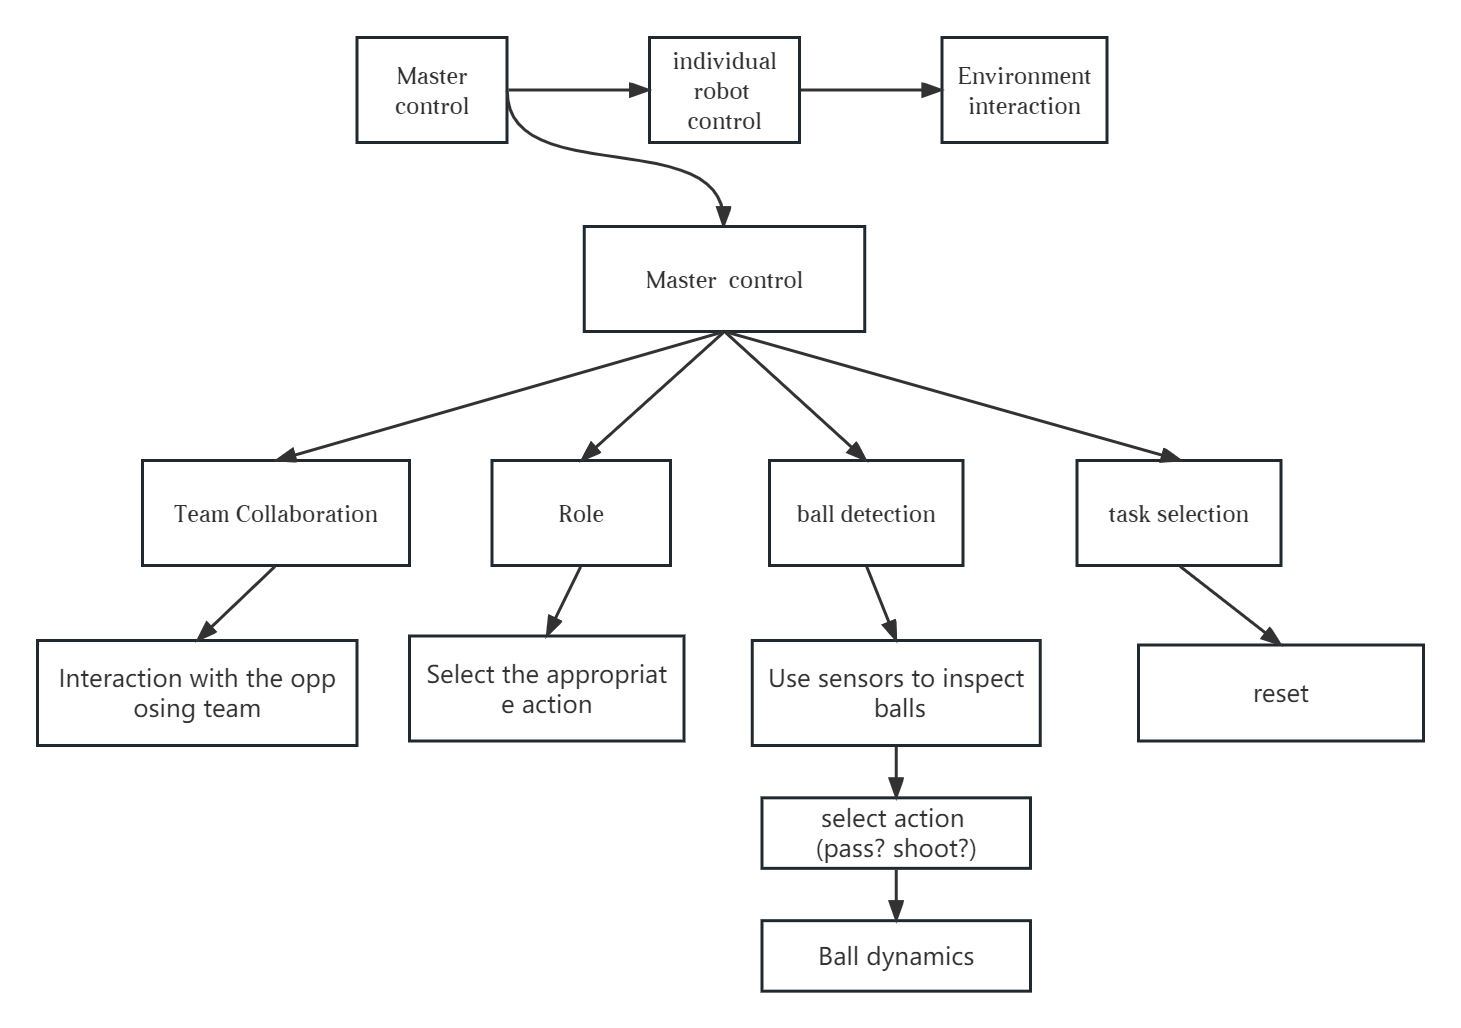 Master
control
individual
robot
control
Environment
interaction
Master  control
Team Collaboration
Role
ball detection
task selection
Interaction with the opp
osing team
Select the appropriat
e action
Use sensors to inspect
balls
reset
select action
(pass? shoot?)
Ball dynamics